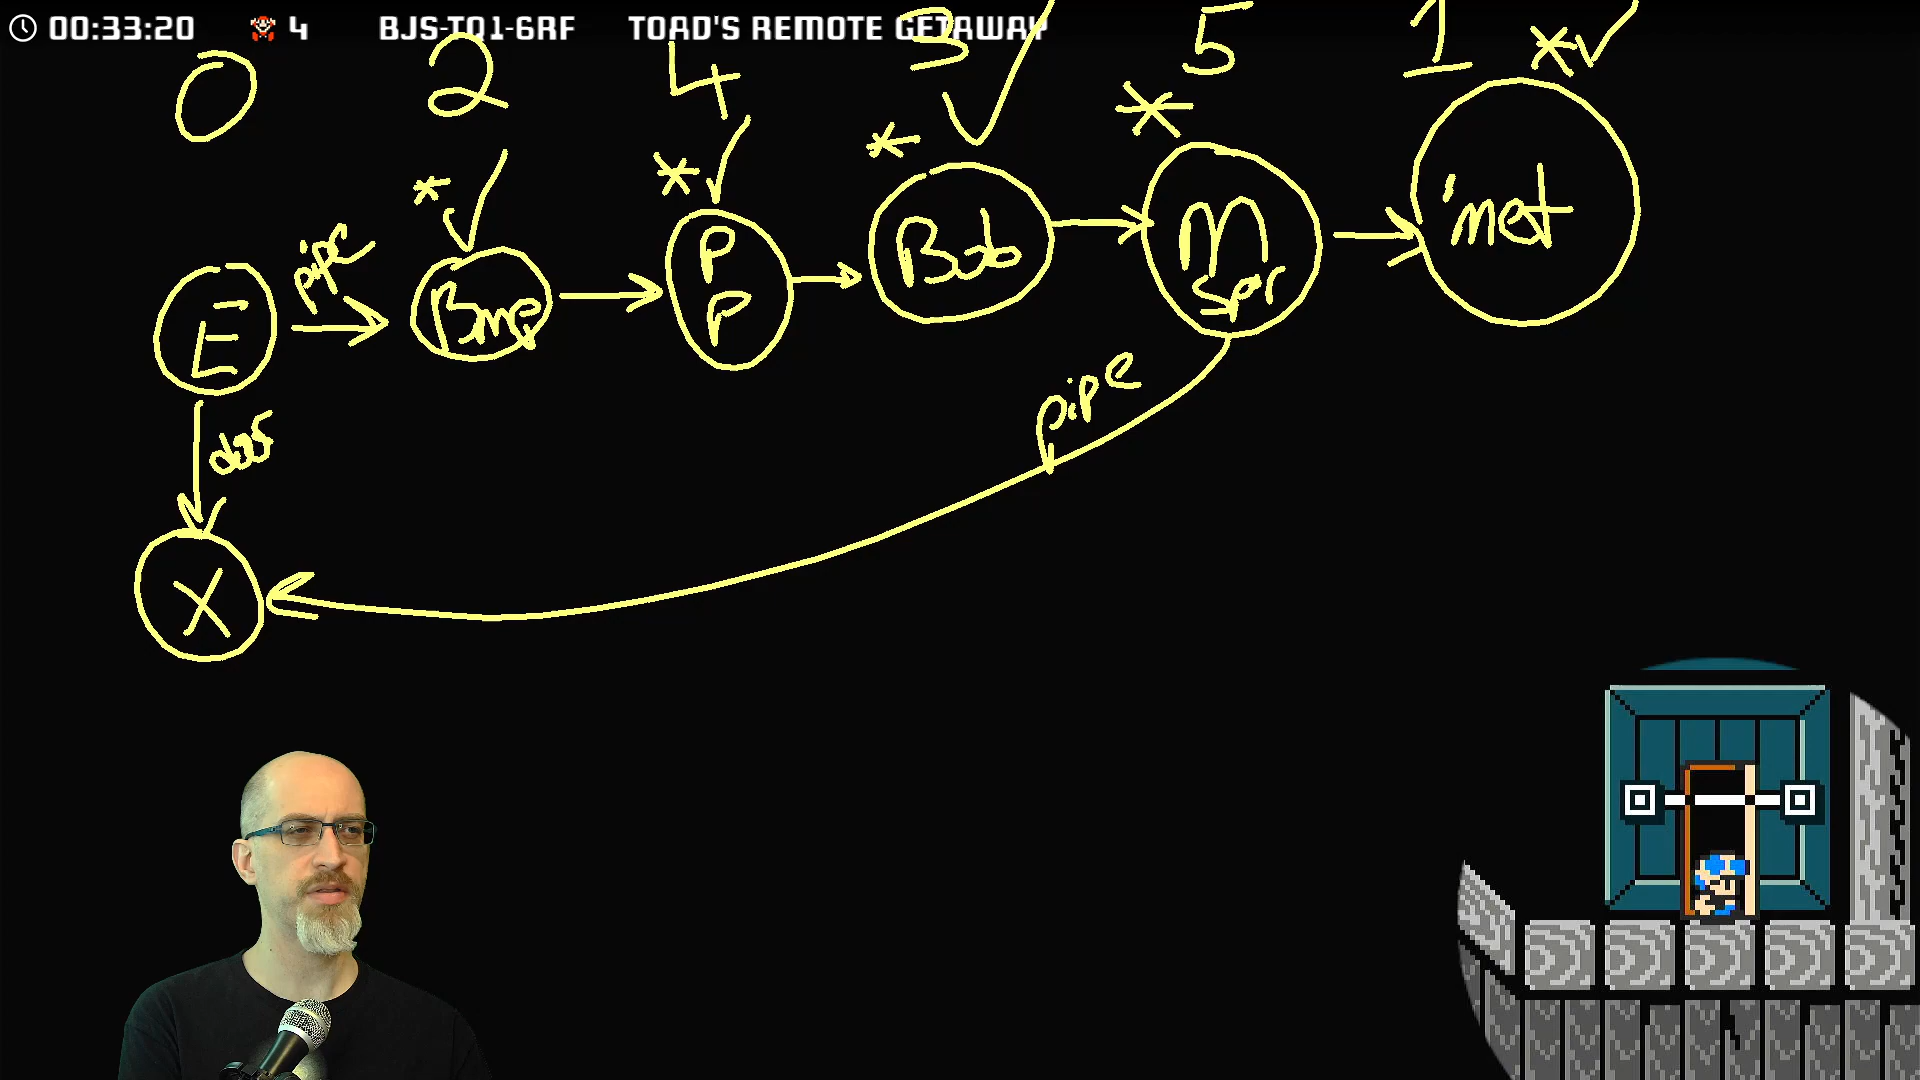 00:33:20 4 BJS-TQ1-6RF TOAD'S REMOTE GETAWAY
0 2 4 3 5 1
* ✓ * ✓ * ✓ * * ✓
E pipe Bmp P P Bob M Spr 'met
pipe
X